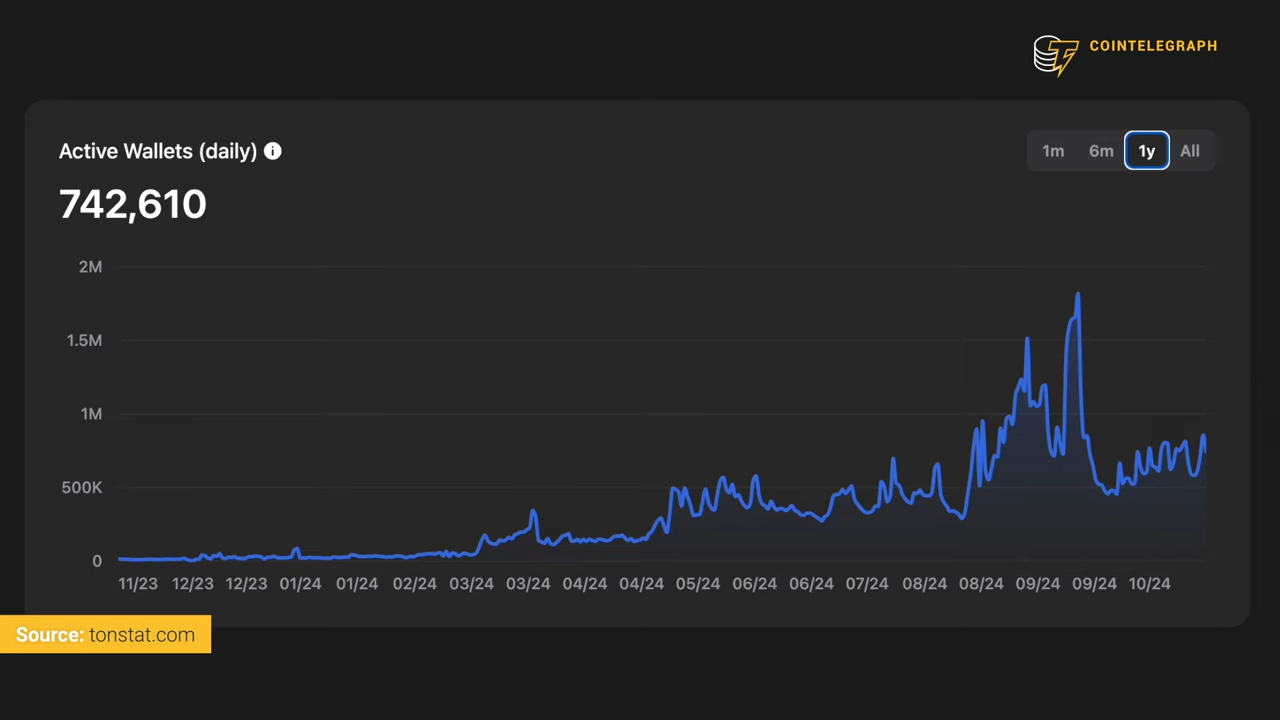 COINTELEGRAPH
Active Wallets (daily)
1m 6m 1y All
742,610
2M
1.5M
1M
500K
0
11/23 12/23 12/23 01/24 01/24 02/24 03/24 03/24 04/24 04/24 05/24 06/24 06/24 07/24 08/24 08/24 09/24 09/24 10/24
Source: tonstat.com